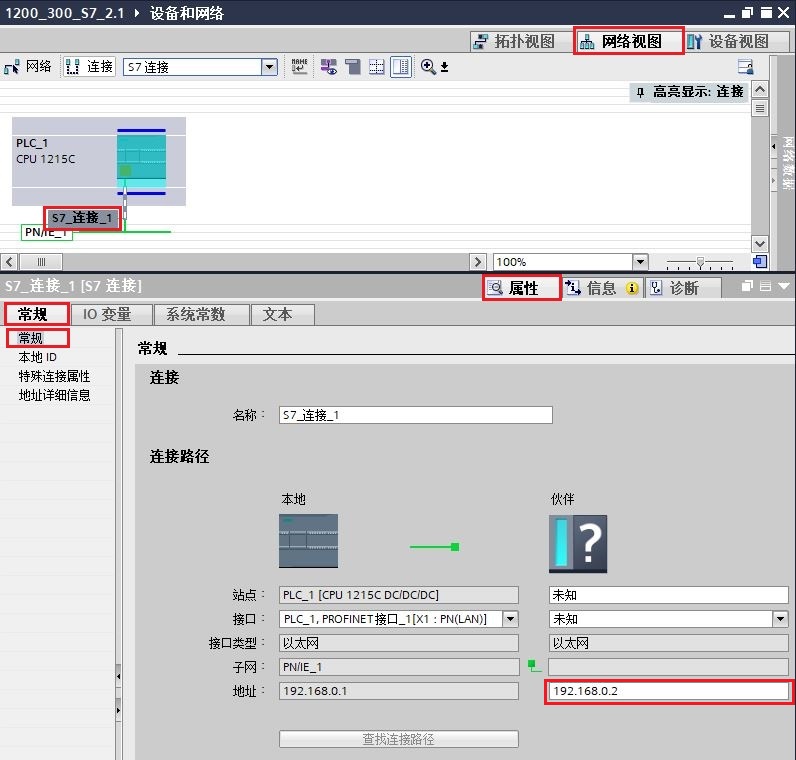 1200_300_S7_2.1 ▸ 设备和网络
拓扑视图 网络视图 设备视图
网络 连接 S7 连接
高亮显示: 连接
网络数据
PLC_1
CPU 1215C
S7_连接_1
PN/IE_1
100%
S7_连接_1 [S7 连接]
属性 信息 诊断
常规 IO 变量 系统常数 文本
常规
本地 ID
特殊连接属性
地址详细信息
常规
连接
名称: S7_连接_1
连接路径
本地 伙伴
?
站点: PLC_1 [CPU 1215C DC/DC/DC] 未知
接口: PLC_1, PROFINET接口_1[X1 : PN(LAN)] 未知
接口类型: 以太网 以太网
子网: PN/IE_1
地址: 192.168.0.1 192.168.0.2
查找连接路径